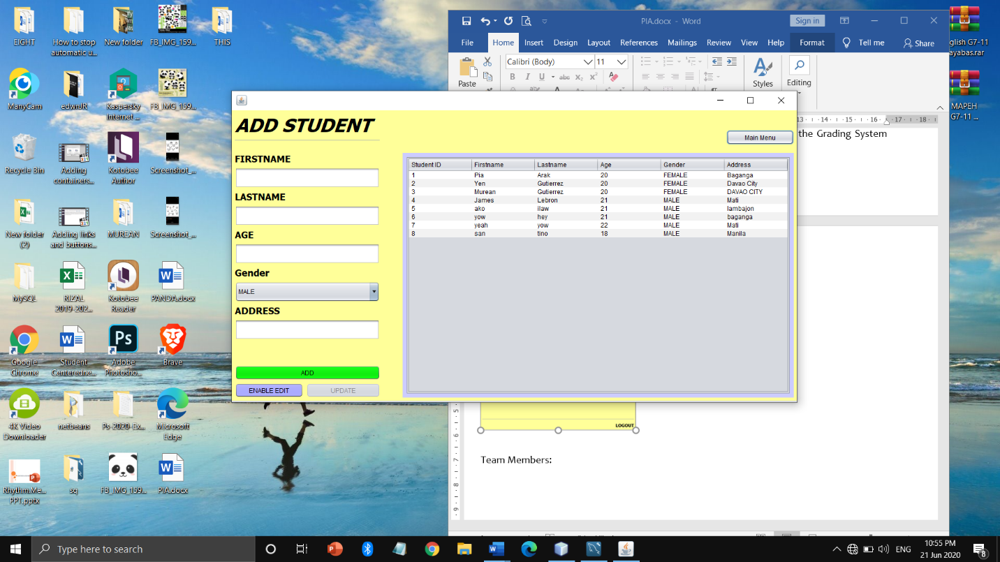 EIGHT
How to stop
automatic u...
New folder
FB_IMG_159...
THIS
ManyCam
edwnJR
Kaspersky
Internet ...
FB_IMG_159...
Recycle Bin
Adding
containers...
Kotobee
Author
Screenshot_...
New folder
(2)
Adding links
and buttons...
MUREAN
Screenshot_...
MySQL
RIZAL
2019-202...
Kotobee
Reader
PANDA.docx
Google
Chrome
Student
Centeredne...
Adobe
Photosho...
Brave
4K Video
Downloader
netbeans
Ps-2020-Ex...
Microsoft
Edge
Rhythm.Me...
PPT.pptx
sq
FB_IMG_159...
PIA.docx
PIA.docx - Word
Sign in
File Home Insert Design Layout References Mailings Review View Help Format Tell me Share
Paste
Calibri (Body) 11
Styles
Editing
glish G7-11
ayabas.rar
MAPEH
G7-11 ...
13 14 15 16 17 18
the Grading System
ADD STUDENT
Main Menu
FIRSTNAME
LASTNAME
AGE
Gender
MALE
ADDRESS
ADD
ENABLE EDIT UPDATE
Student ID Firstname Lastname Age Gender Address
1 Pia Arak 20 FEMALE Baganga
2 Yen Gutierrez 20 FEMALE Davao City
3 Murean Gutierrez 20 FEMALE DAVAO CITY
4 James Lebron 21 MALE Mati
5 ako ilaw 21 MALE lambajon
6 yow hey 21 MALE baganga
7 yeah yow 22 MALE Mati
8 san tino 18 MALE Manila
LOGOUT
Team Members:
Type here to search
ENG
10:55 PM
21 Jun 2020
8